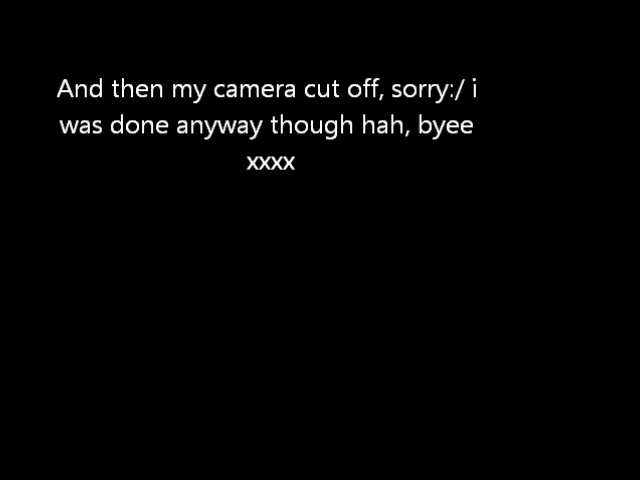 And then my camera cut off, sorry:/ i
was done anyway though hah, byee
xxxx